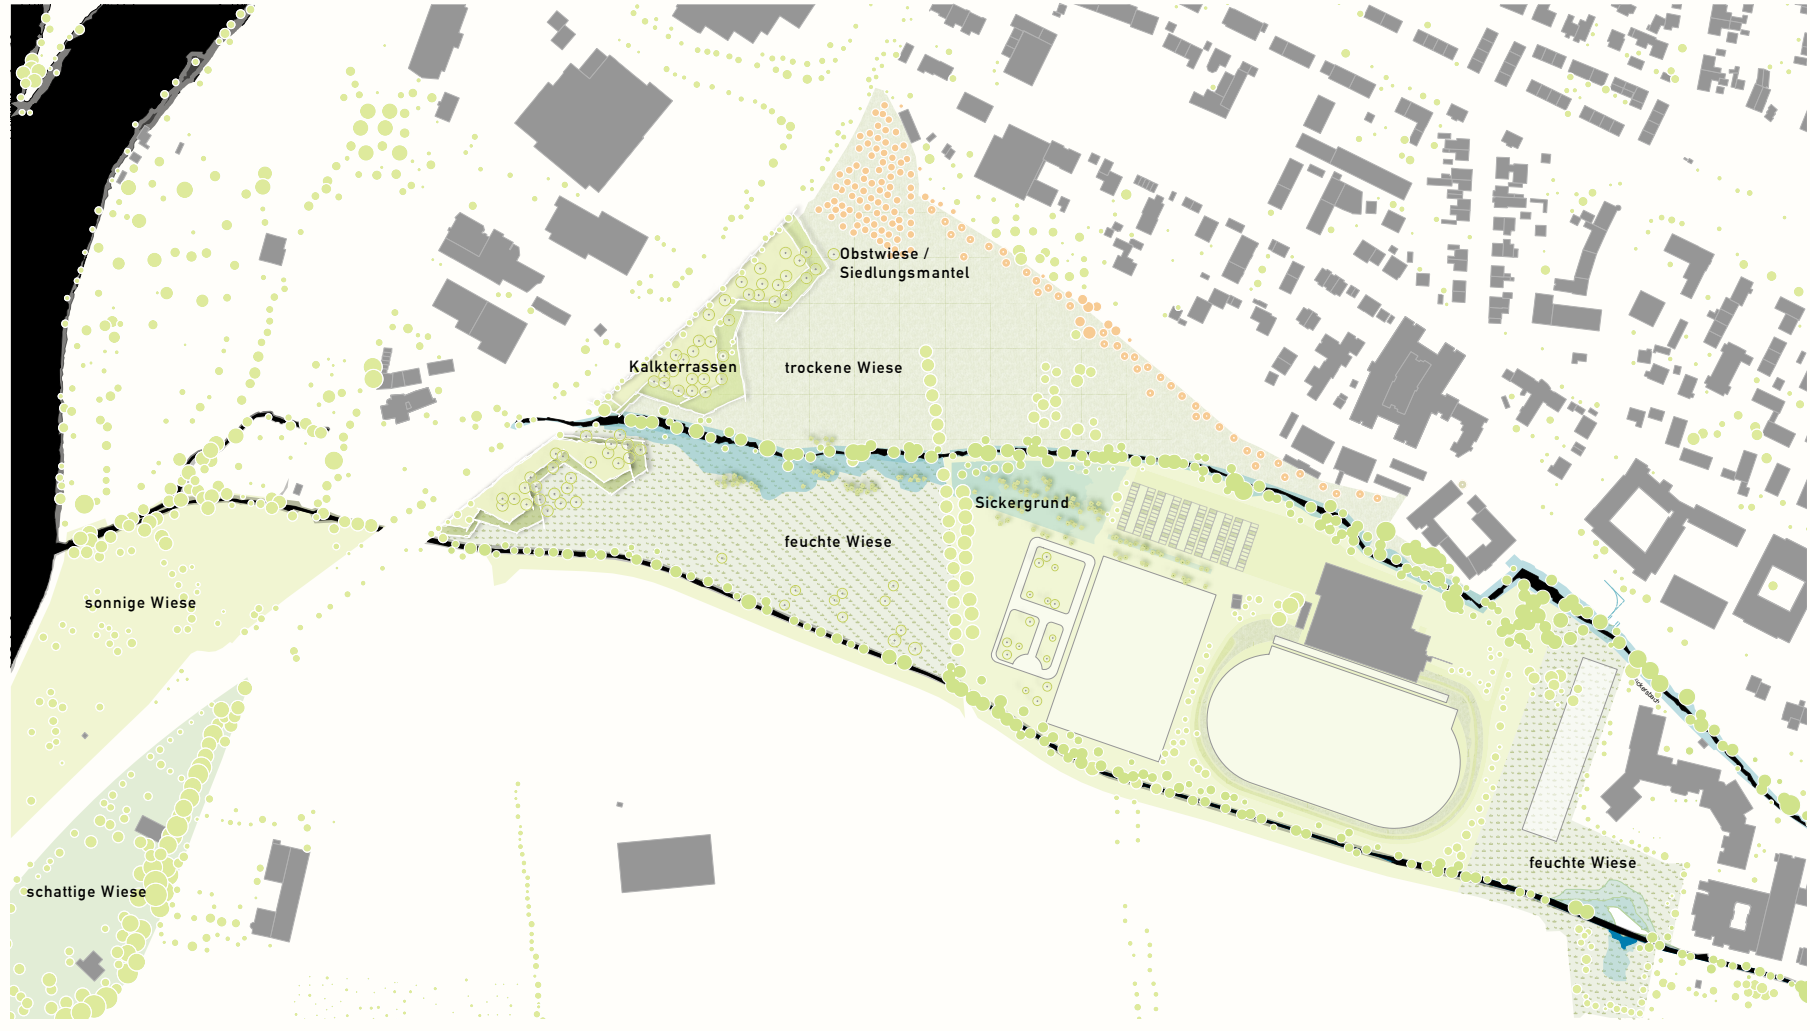 Obstwiese /
Siedlungsmantel
Kalkterrassen
trockene Wiese
Sickergrund
feuchte Wiese
sonnige Wiese
feuchte Wiese
schattige Wiese